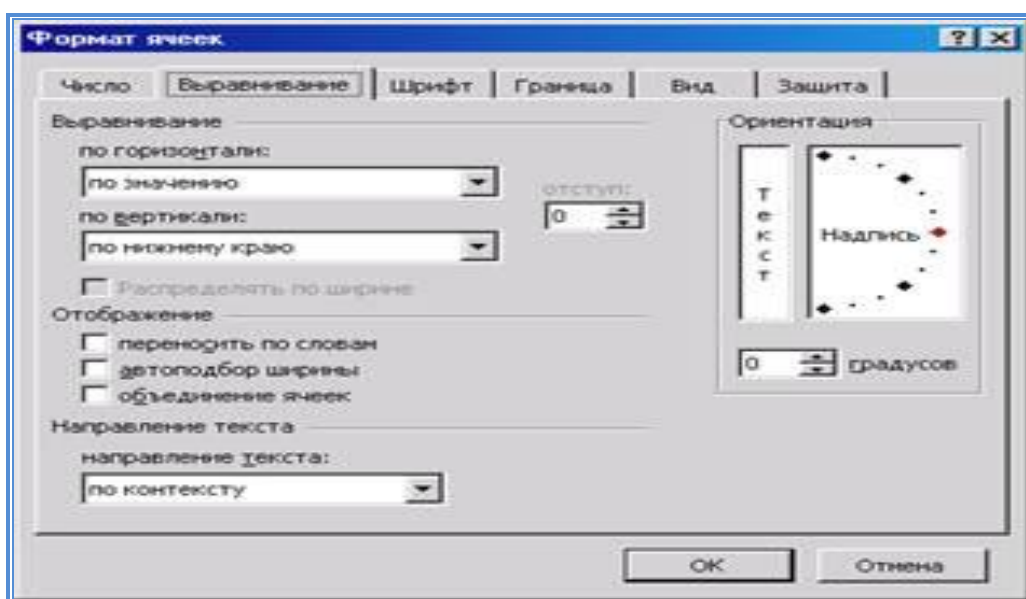 Формат ячеек
Число Выравнивание Шрифт Граница Вид Защита
Выравнивание
по горизонтали:
по значению
отступ:
по вертикали:
0
по нижнему краю
Распределять по ширине
Отображение
переносить по словам
автоподбор ширины
объединение ячеек
Направление текста
направление текста:
по контексту
Ориентация
Текст
Надпись
0 градусов
ОК Отмена